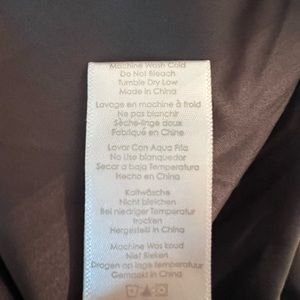 Machine Wash Cold
Do Not Bleach
Tumble Dry Low
Made in China
Lavage en machine à froid
Ne pas blanchir
Sèche-linge doux
Fabriqué en Chine
Lavar Con Aqua Fria
No Use blanquedar
Secar a baja Temperatura
Hecho en China
Kaltwäsche
Nicht bleichen
Bei niedriger Temperatur
trocken
Hergestellt in China
Machine Was koud
Niet Bleken
Drogen op lage temperatuur
Gemaakt in China